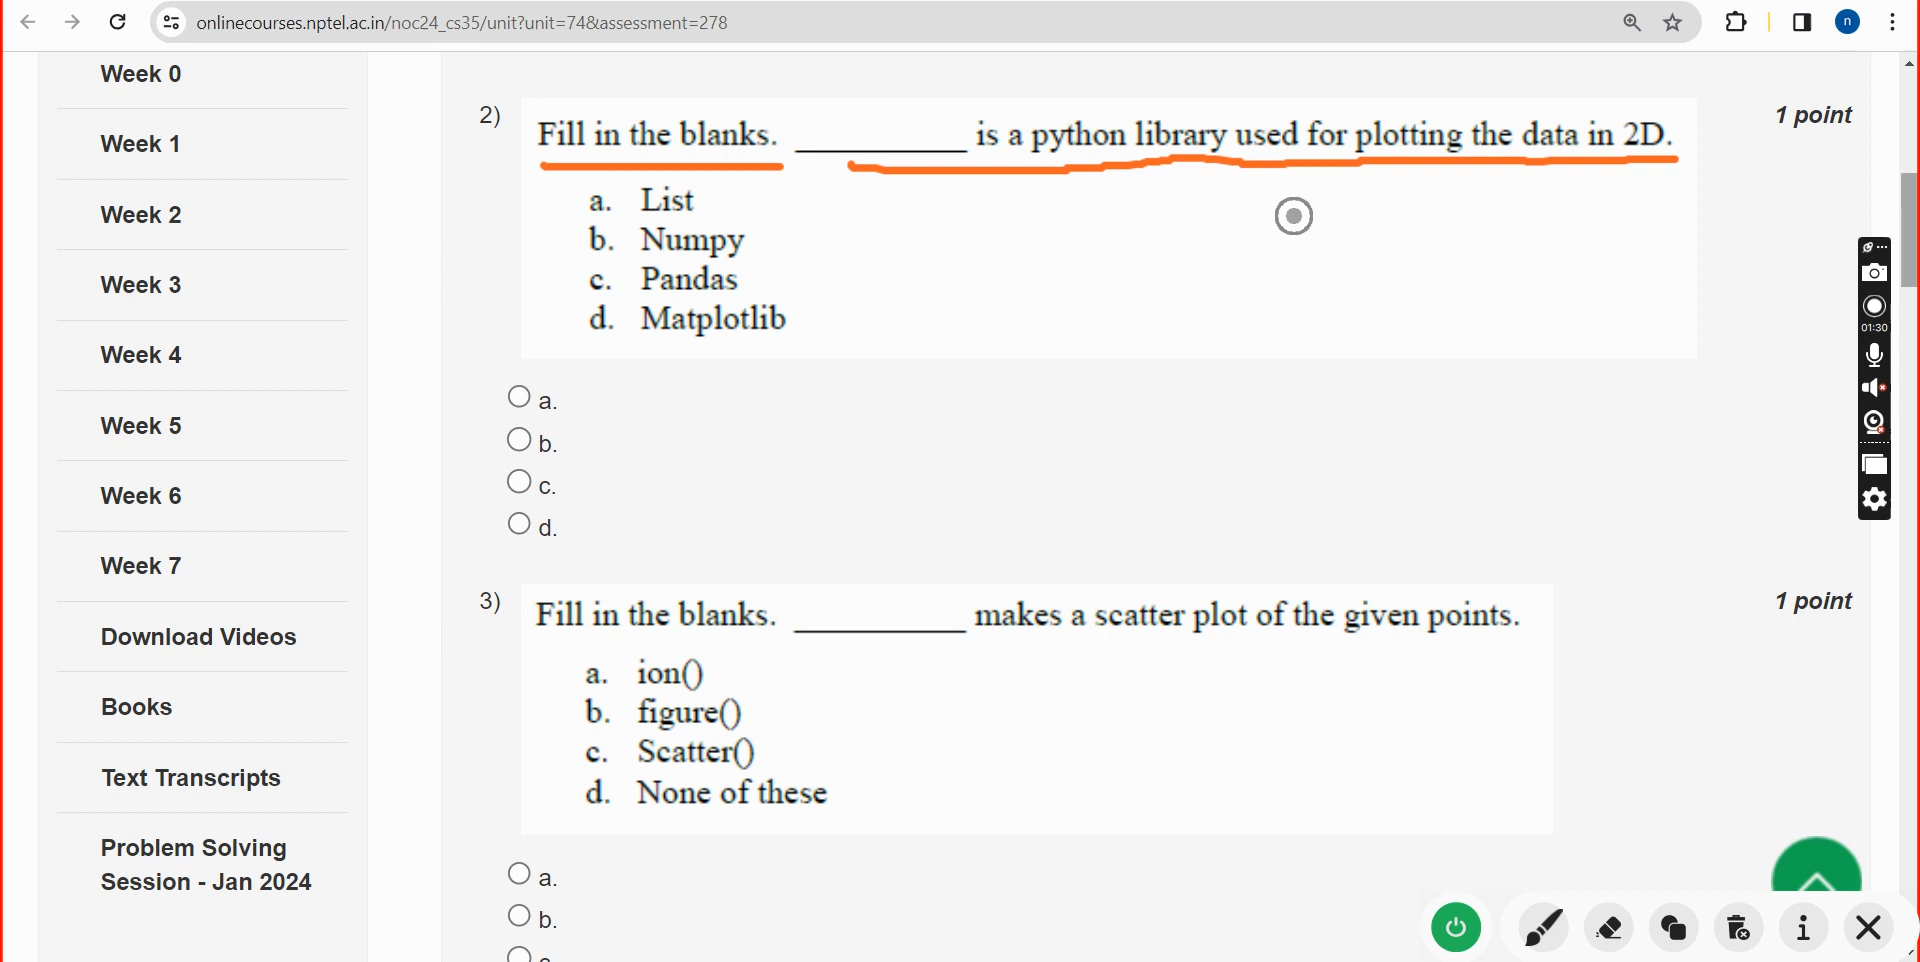 onlinecourses.nptel.ac.in/noc24_cs35/unit?unit=74&assessment=278
n
Week 0
Week 1
Week 2
Week 3
Week 4
Week 5
Week 6
Week 7
Download Videos
Books
Text Transcripts
Problem Solving
Session - Jan 2024
2)
Fill in the blanks. __________ is a python library used for plotting the data in 2D.
1 point
a. List
b. Numpy
c. Pandas
d. Matplotlib
a.
b.
c.
d.
3)
Fill in the blanks. __________ makes a scatter plot of the given points.
1 point
a. ion()
b. figure()
c. Scatter()
d. None of these
a.
b.
01:30